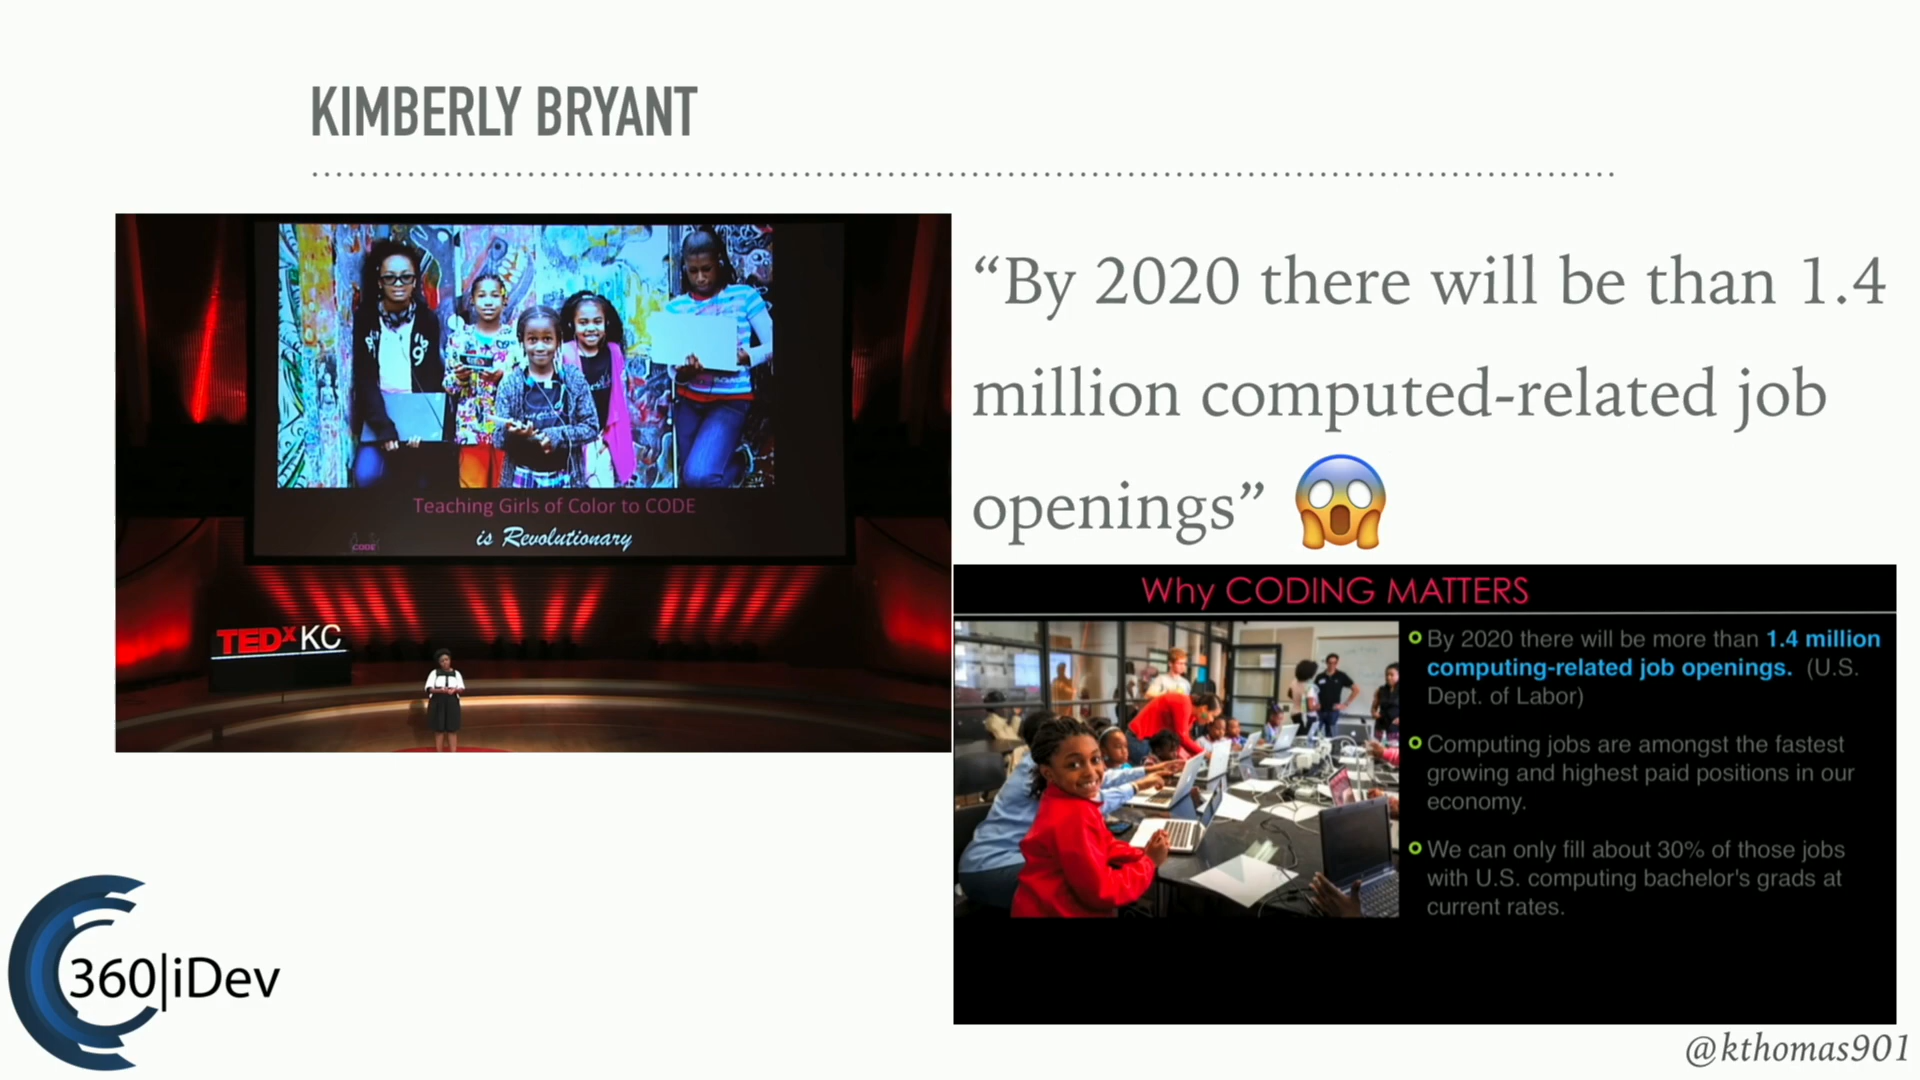 KIMBERLY BRYANT
Teaching Girls of Color to CODE
is Revolutionary
CODE
TEDxKC
“By 2020 there will be than 1.4
million computed-related job
openings” 😱
Why CODING MATTERS
By 2020 there will be more than 1.4 million
computing-related job openings. (U.S.
Dept. of Labor)
Computing jobs are amongst the fastest
growing and highest paid positions in our
economy.
We can only fill about 30% of those jobs
with U.S. computing bachelor's grads at
current rates.
360|iDev
@kthomas901